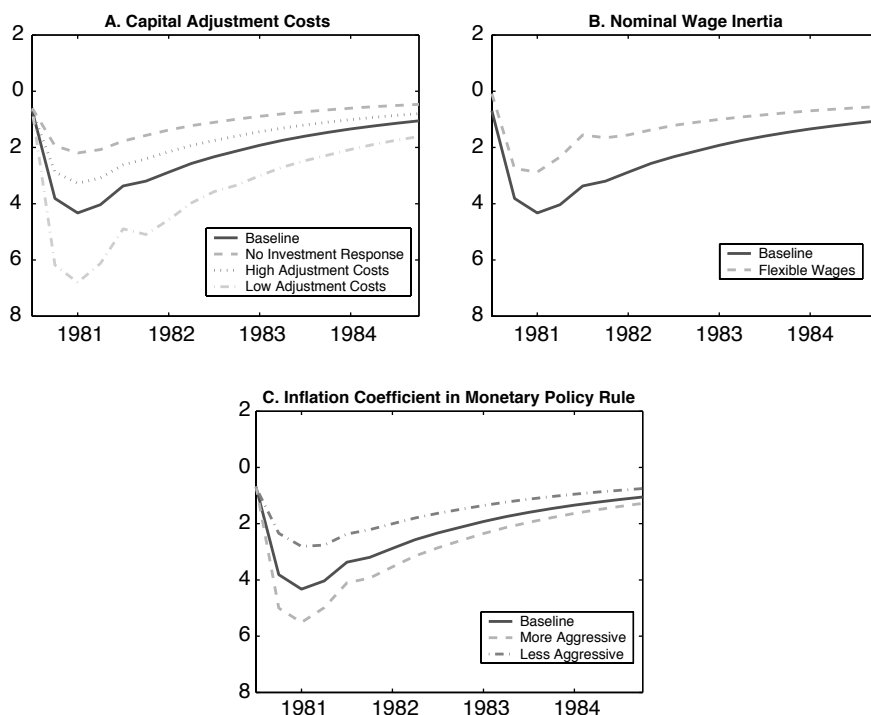 A. Capital Adjustment Costs
2
0
2
4
6
8
Baseline
No Investment Response
High Adjustment Costs
Low Adjustment Costs
1981 1982 1983 1984
B. Nominal Wage Inertia
2
0
2
4
6
8
Baseline
Flexible Wages
1981 1982 1983 1984
C. Inflation Coefficient in Monetary Policy Rule
2
0
2
4
6
8
Baseline
More Aggressive
Less Aggressive
1981 1982 1983 1984